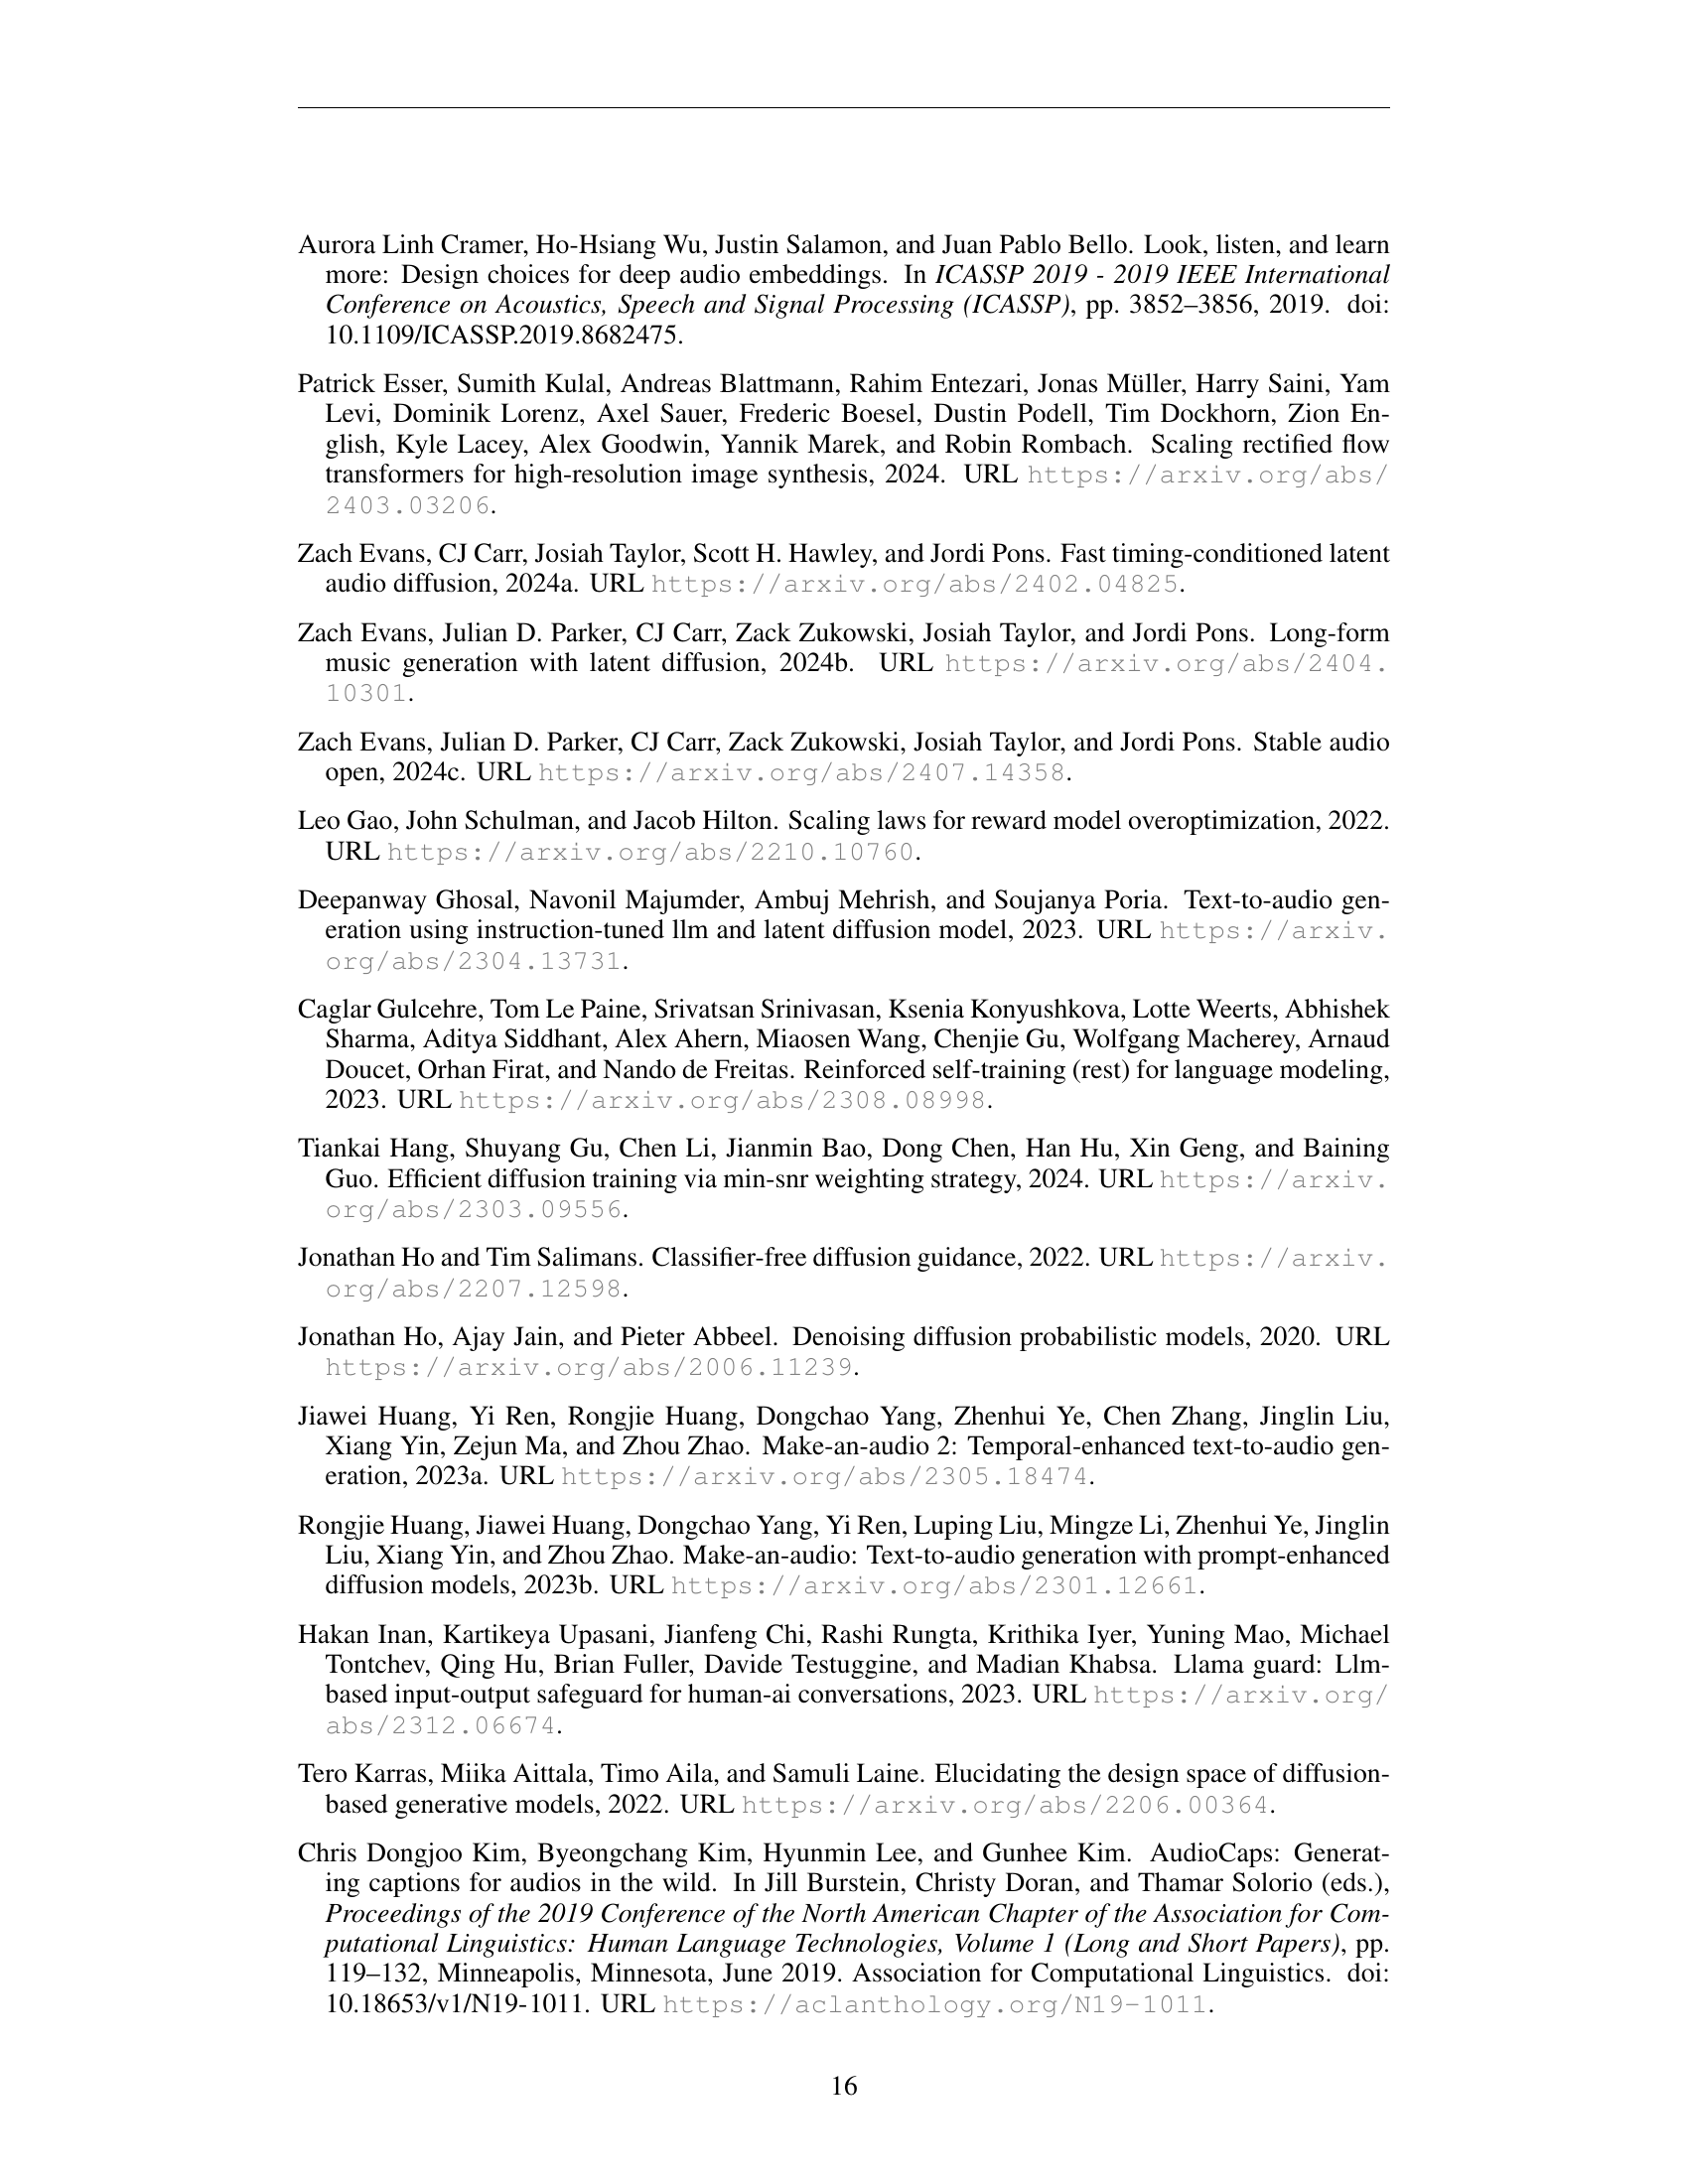 Aurora Linh Cramer, Ho-Hsiang Wu, Justin Salamon, and Juan Pablo Bello. Look, listen, and learn
more: Design choices for deep audio embeddings. In ICASSP 2019 - 2019 IEEE International
Conference on Acoustics, Speech and Signal Processing (ICASSP), pp. 3852–3856, 2019. doi:
10.1109/ICASSP.2019.8682475.
Patrick Esser, Sumith Kulal, Andreas Blattmann, Rahim Entezari, Jonas Müller, Harry Saini, Yam
Levi, Dominik Lorenz, Axel Sauer, Frederic Boesel, Dustin Podell, Tim Dockhorn, Zion En-
glish, Kyle Lacey, Alex Goodwin, Yannik Marek, and Robin Rombach. Scaling rectified flow
transformers for high-resolution image synthesis, 2024. URL https://arxiv.org/abs/
2403.03206.
Zach Evans, CJ Carr, Josiah Taylor, Scott H. Hawley, and Jordi Pons. Fast timing-conditioned latent
audio diffusion, 2024a. URL https://arxiv.org/abs/2402.04825.
Zach Evans, Julian D. Parker, CJ Carr, Zack Zukowski, Josiah Taylor, and Jordi Pons. Long-form
music generation with latent diffusion, 2024b. URL https://arxiv.org/abs/2404.
10301.
Zach Evans, Julian D. Parker, CJ Carr, Zack Zukowski, Josiah Taylor, and Jordi Pons. Stable audio
open, 2024c. URL https://arxiv.org/abs/2407.14358.
Leo Gao, John Schulman, and Jacob Hilton. Scaling laws for reward model overoptimization, 2022.
URL https://arxiv.org/abs/2210.10760.
Deepanway Ghosal, Navonil Majumder, Ambuj Mehrish, and Soujanya Poria. Text-to-audio gen-
eration using instruction-tuned llm and latent diffusion model, 2023. URL https://arxiv.
org/abs/2304.13731.
Caglar Gulcehre, Tom Le Paine, Srivatsan Srinivasan, Ksenia Konyushkova, Lotte Weerts, Abhishek
Sharma, Aditya Siddhant, Alex Ahern, Miaosen Wang, Chenjie Gu, Wolfgang Macherey, Arnaud
Doucet, Orhan Firat, and Nando de Freitas. Reinforced self-training (rest) for language modeling,
2023. URL https://arxiv.org/abs/2308.08998.
Tiankai Hang, Shuyang Gu, Chen Li, Jianmin Bao, Dong Chen, Han Hu, Xin Geng, and Baining
Guo. Efficient diffusion training via min-snr weighting strategy, 2024. URL https://arxiv.
org/abs/2303.09556.
Jonathan Ho and Tim Salimans. Classifier-free diffusion guidance, 2022. URL https://arxiv.
org/abs/2207.12598.
Jonathan Ho, Ajay Jain, and Pieter Abbeel. Denoising diffusion probabilistic models, 2020. URL
https://arxiv.org/abs/2006.11239.
Jiawei Huang, Yi Ren, Rongjie Huang, Dongchao Yang, Zhenhui Ye, Chen Zhang, Jinglin Liu,
Xiang Yin, Zejun Ma, and Zhou Zhao. Make-an-audio 2: Temporal-enhanced text-to-audio gen-
eration, 2023a. URL https://arxiv.org/abs/2305.18474.
Rongjie Huang, Jiawei Huang, Dongchao Yang, Yi Ren, Luping Liu, Mingze Li, Zhenhui Ye, Jinglin
Liu, Xiang Yin, and Zhou Zhao. Make-an-audio: Text-to-audio generation with prompt-enhanced
diffusion models, 2023b. URL https://arxiv.org/abs/2301.12661.
Hakan Inan, Kartikeya Upasani, Jianfeng Chi, Rashi Rungta, Krithika Iyer, Yuning Mao, Michael
Tontchev, Qing Hu, Brian Fuller, Davide Testuggine, and Madian Khabsa. Llama guard: Llm-
based input-output safeguard for human-ai conversations, 2023. URL https://arxiv.org/
abs/2312.06674.
Tero Karras, Miika Aittala, Timo Aila, and Samuli Laine. Elucidating the design space of diffusion-
based generative models, 2022. URL https://arxiv.org/abs/2206.00364.
Chris Dongjoo Kim, Byeongchang Kim, Hyunmin Lee, and Gunhee Kim. AudioCaps: Generat-
ing captions for audios in the wild. In Jill Burstein, Christy Doran, and Thamar Solorio (eds.),
Proceedings of the 2019 Conference of the North American Chapter of the Association for Com-
putational Linguistics: Human Language Technologies, Volume 1 (Long and Short Papers), pp.
119–132, Minneapolis, Minnesota, June 2019. Association for Computational Linguistics. doi:
10.18653/v1/N19-1011. URL https://aclanthology.org/N19-1011.
16